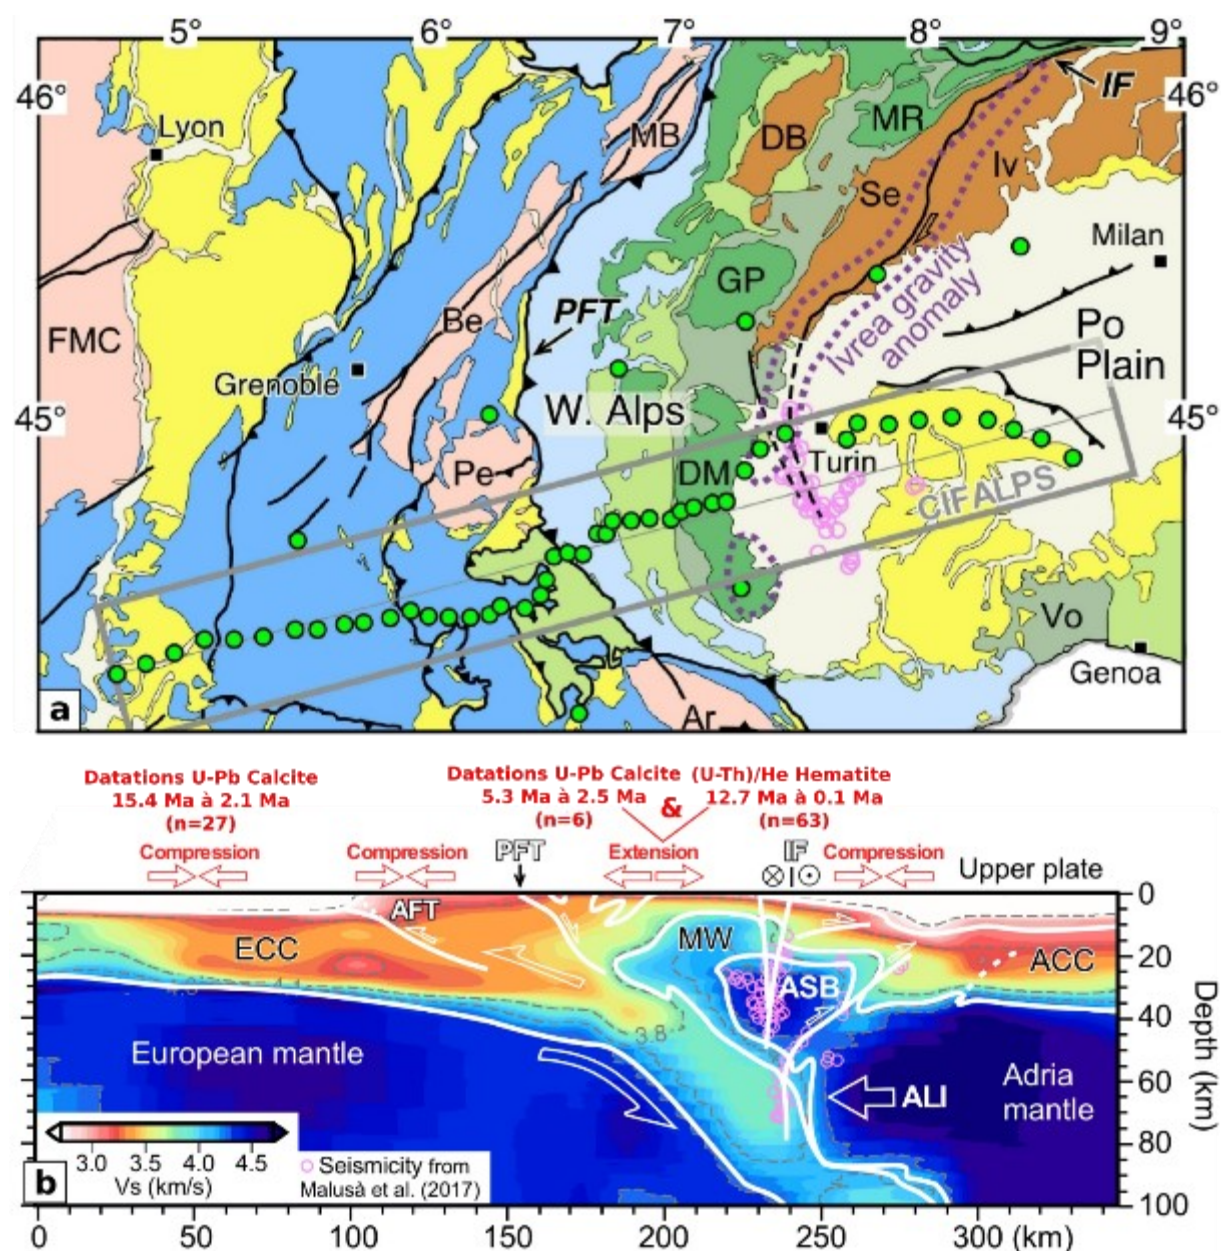 5° 6° 7° 8° 9°
46° 46°
Lyon
MB
DB
MR
IF
Se
Iv
Milan
FMC
Be
PFT
GP
Ivrea gravity
anomaly
Po
Plain
Grenoble
W. Alps
45° 45°
Pe
DM
Turin
CIFALPS
Vo
Genoa
Ar
a
Datations U-Pb Calcite
15.4 Ma à 2.1 Ma
(n=27)
Datations U-Pb Calcite
5.3 Ma à 2.5 Ma
(n=6)
&
(U-Th)/He Hematite
12.7 Ma à 0.1 Ma
(n=63)
Compression
Compression
PFT
Extension
IF
Compression
Upper plate
AFT
ECC
MW
ASB
ACC
3.8
European mantle
ALI
Adria
mantle
3.0 3.5 4.0 4.5
Vs (km/s)
Seismicity from
Malusà et al. (2017)
b
0
20
40
60
80
100
Depth (km)
0 50 100 150 200 250 300 (km)